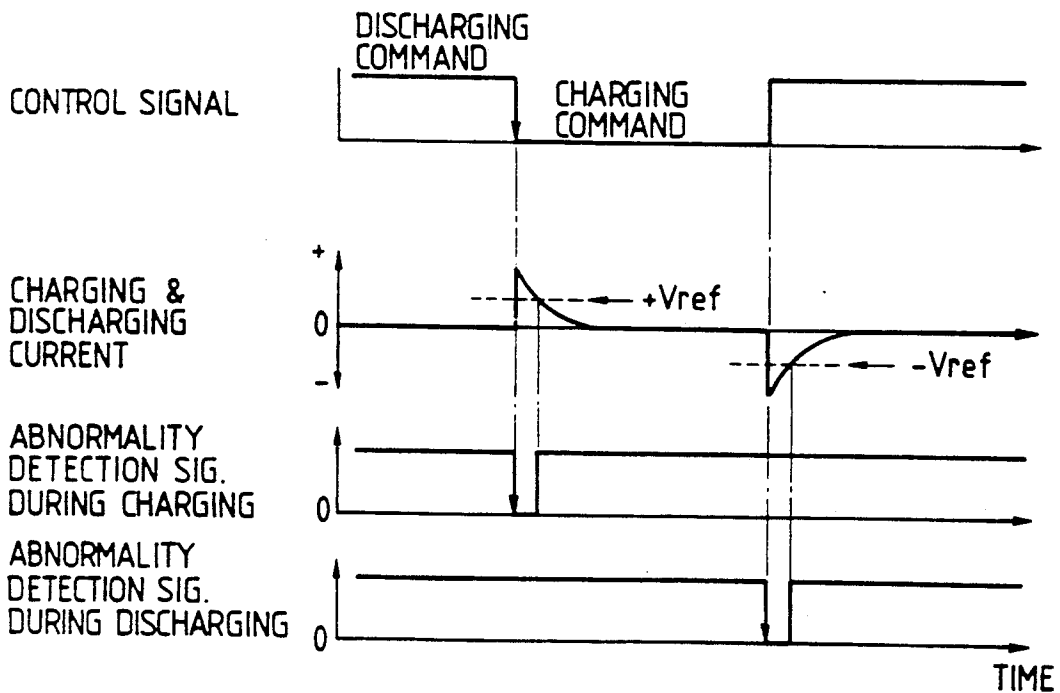 DISCHARGING
COMMAND
CONTROL SIGNAL
CHARGING
COMMAND
+
CHARGING &
DISCHARGING
CURRENT
0
-
+Vref
-Vref
ABNORMALITY
DETECTION SIG.
DURING CHARGING
0
ABNORMALITY
DETECTION SIG.
DURING DISCHARGING
0
TIME